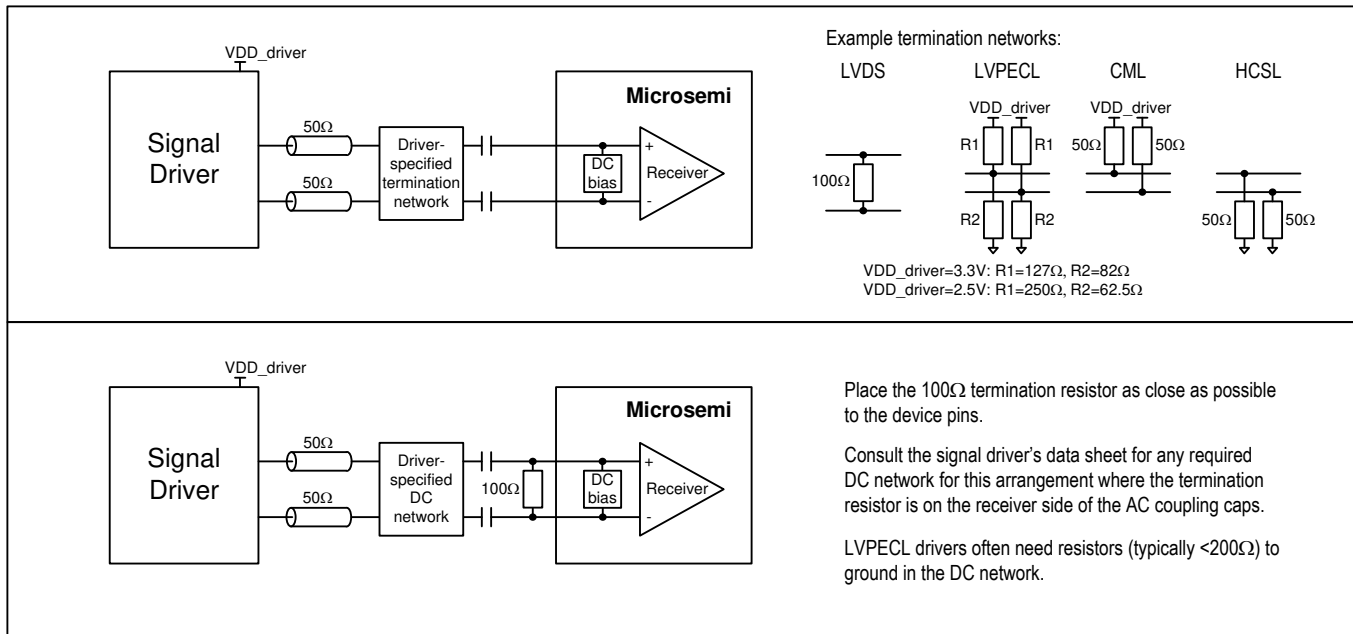 VDD_driver
Signal
Driver
50Ω
50Ω
Driver-
specified
termination
network
Microsemi
DC
bias
+
-
Receiver
Example termination networks:
LVDS
100Ω
LVPECL
VDD_driver
R1
R1
R2
R2
CML
VDD_driver
50Ω
50Ω
HCSL
50Ω
50Ω
VDD_driver=3.3V: R1=127Ω, R2=82Ω
VDD_driver=2.5V: R1=250Ω, R2=62.5Ω
VDD_driver
Signal
Driver
50Ω
50Ω
Driver-
specified
DC
network
100Ω
Microsemi
DC
bias
+
-
Receiver
Place the 100Ω termination resistor as close as possible
to the device pins.
Consult the signal driver's data sheet for any required
DC network for this arrangement where the termination
resistor is on the receiver side of the AC coupling caps.
LVPECL drivers often need resistors (typically <200Ω) to
ground in the DC network.